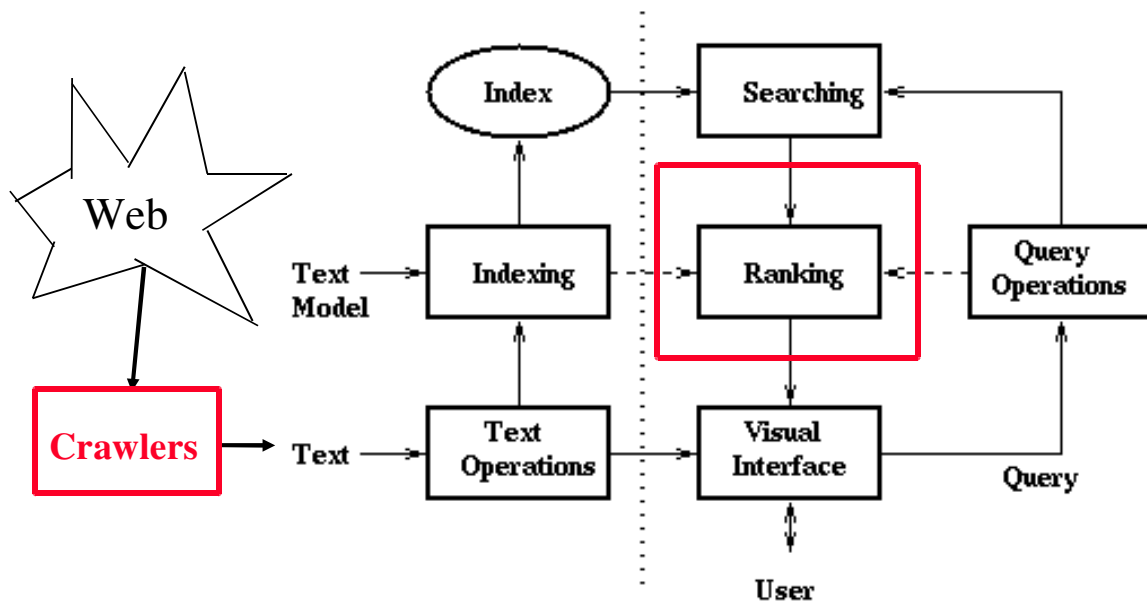 Index
Searching
Web
Text
Model
Indexing
Ranking
Query
Operations
Crawlers
Text
Text
Operations
Visual
Interface
Query
User